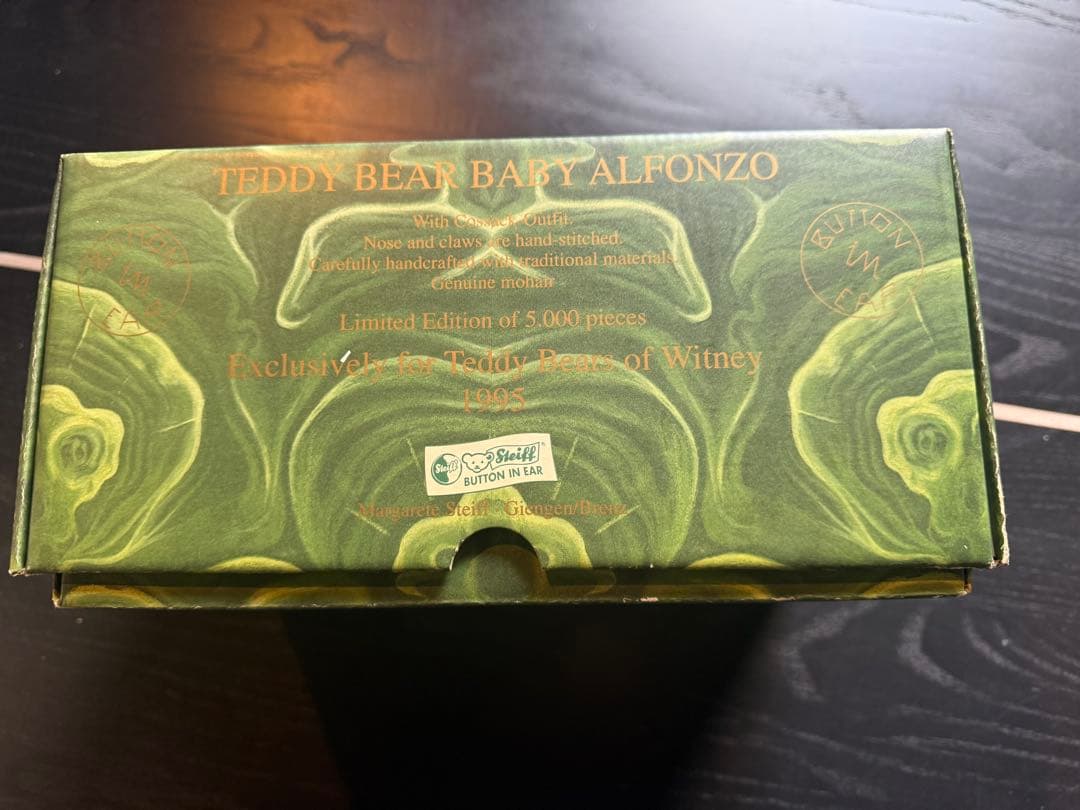 TEDDY BEAR BABY ALFONZO
With Cossack Outfit.
Nose and claws are hand-stitched.
Carefully handcrafted with traditional materials
Genuine mohair
Limited Edition of 5.000 pieces
Exclusively for Teddy Bears of Witney
1995
BUTTON
IN
EAR
BUTTON
IN
EAR
Steiff
Steiff
BUTTON IN EAR
Margarete Steiff · Giengen/Brenz